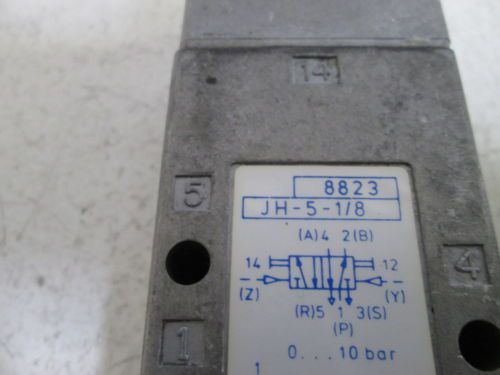 14
5
8823
JH-5-1/8
(A)4 2(B)
4
14 12
(Z) (Y)
(R)5 1 3(S)
(P)
1
0...10 bar
1